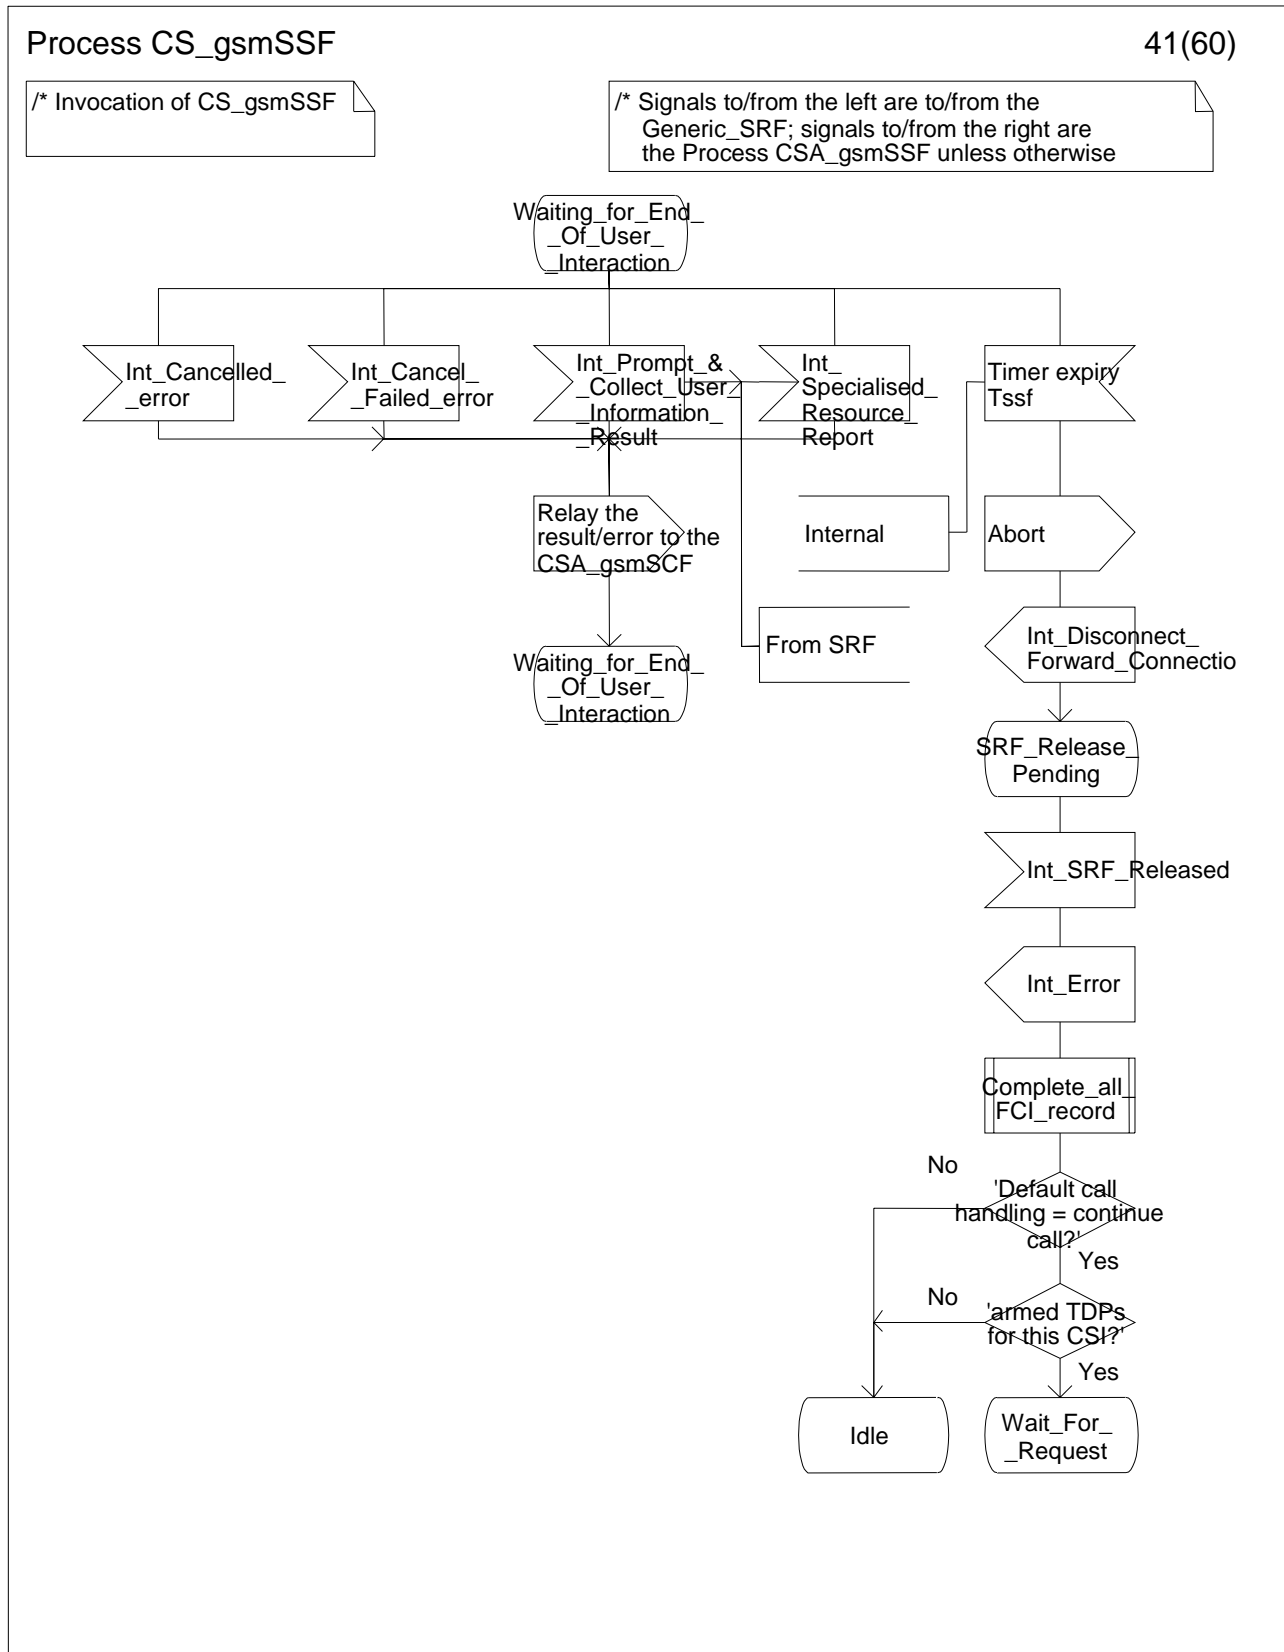 Process CS_gsmSSF
41(60)
/* Invocation of CS_gsmSSF
/* Signals to/from the left are to/from the
Generic_SRF; signals to/from the right are
the Process CSA_gsmSSF unless otherwise
Waiting_for_End_
_Of_User_
_Interaction
Int_Cancelled_
_error
Int_Cancel_
_Failed_error
Int_Prompt_&
_Collect_User_
_Information_
_Result
Int_
Specialised_
Resource_
Report
Timer expiry
Tssf
Relay the
result/error to the
CSA_gsmSCF
Internal
Abort
From SRF
Int_Disconnect_
Forward_Connectio
Waiting_for_End_
_Of_User_
_Interaction
SRF_Release_
Pending
Int_SRF_Released
Int_Error
Complete_all_
FCI_record
No
'Default call
handling = continue
call?'
Yes
No
'armed TDPs
for this CSI?'
Yes
Idle
Wait_For_
_Request